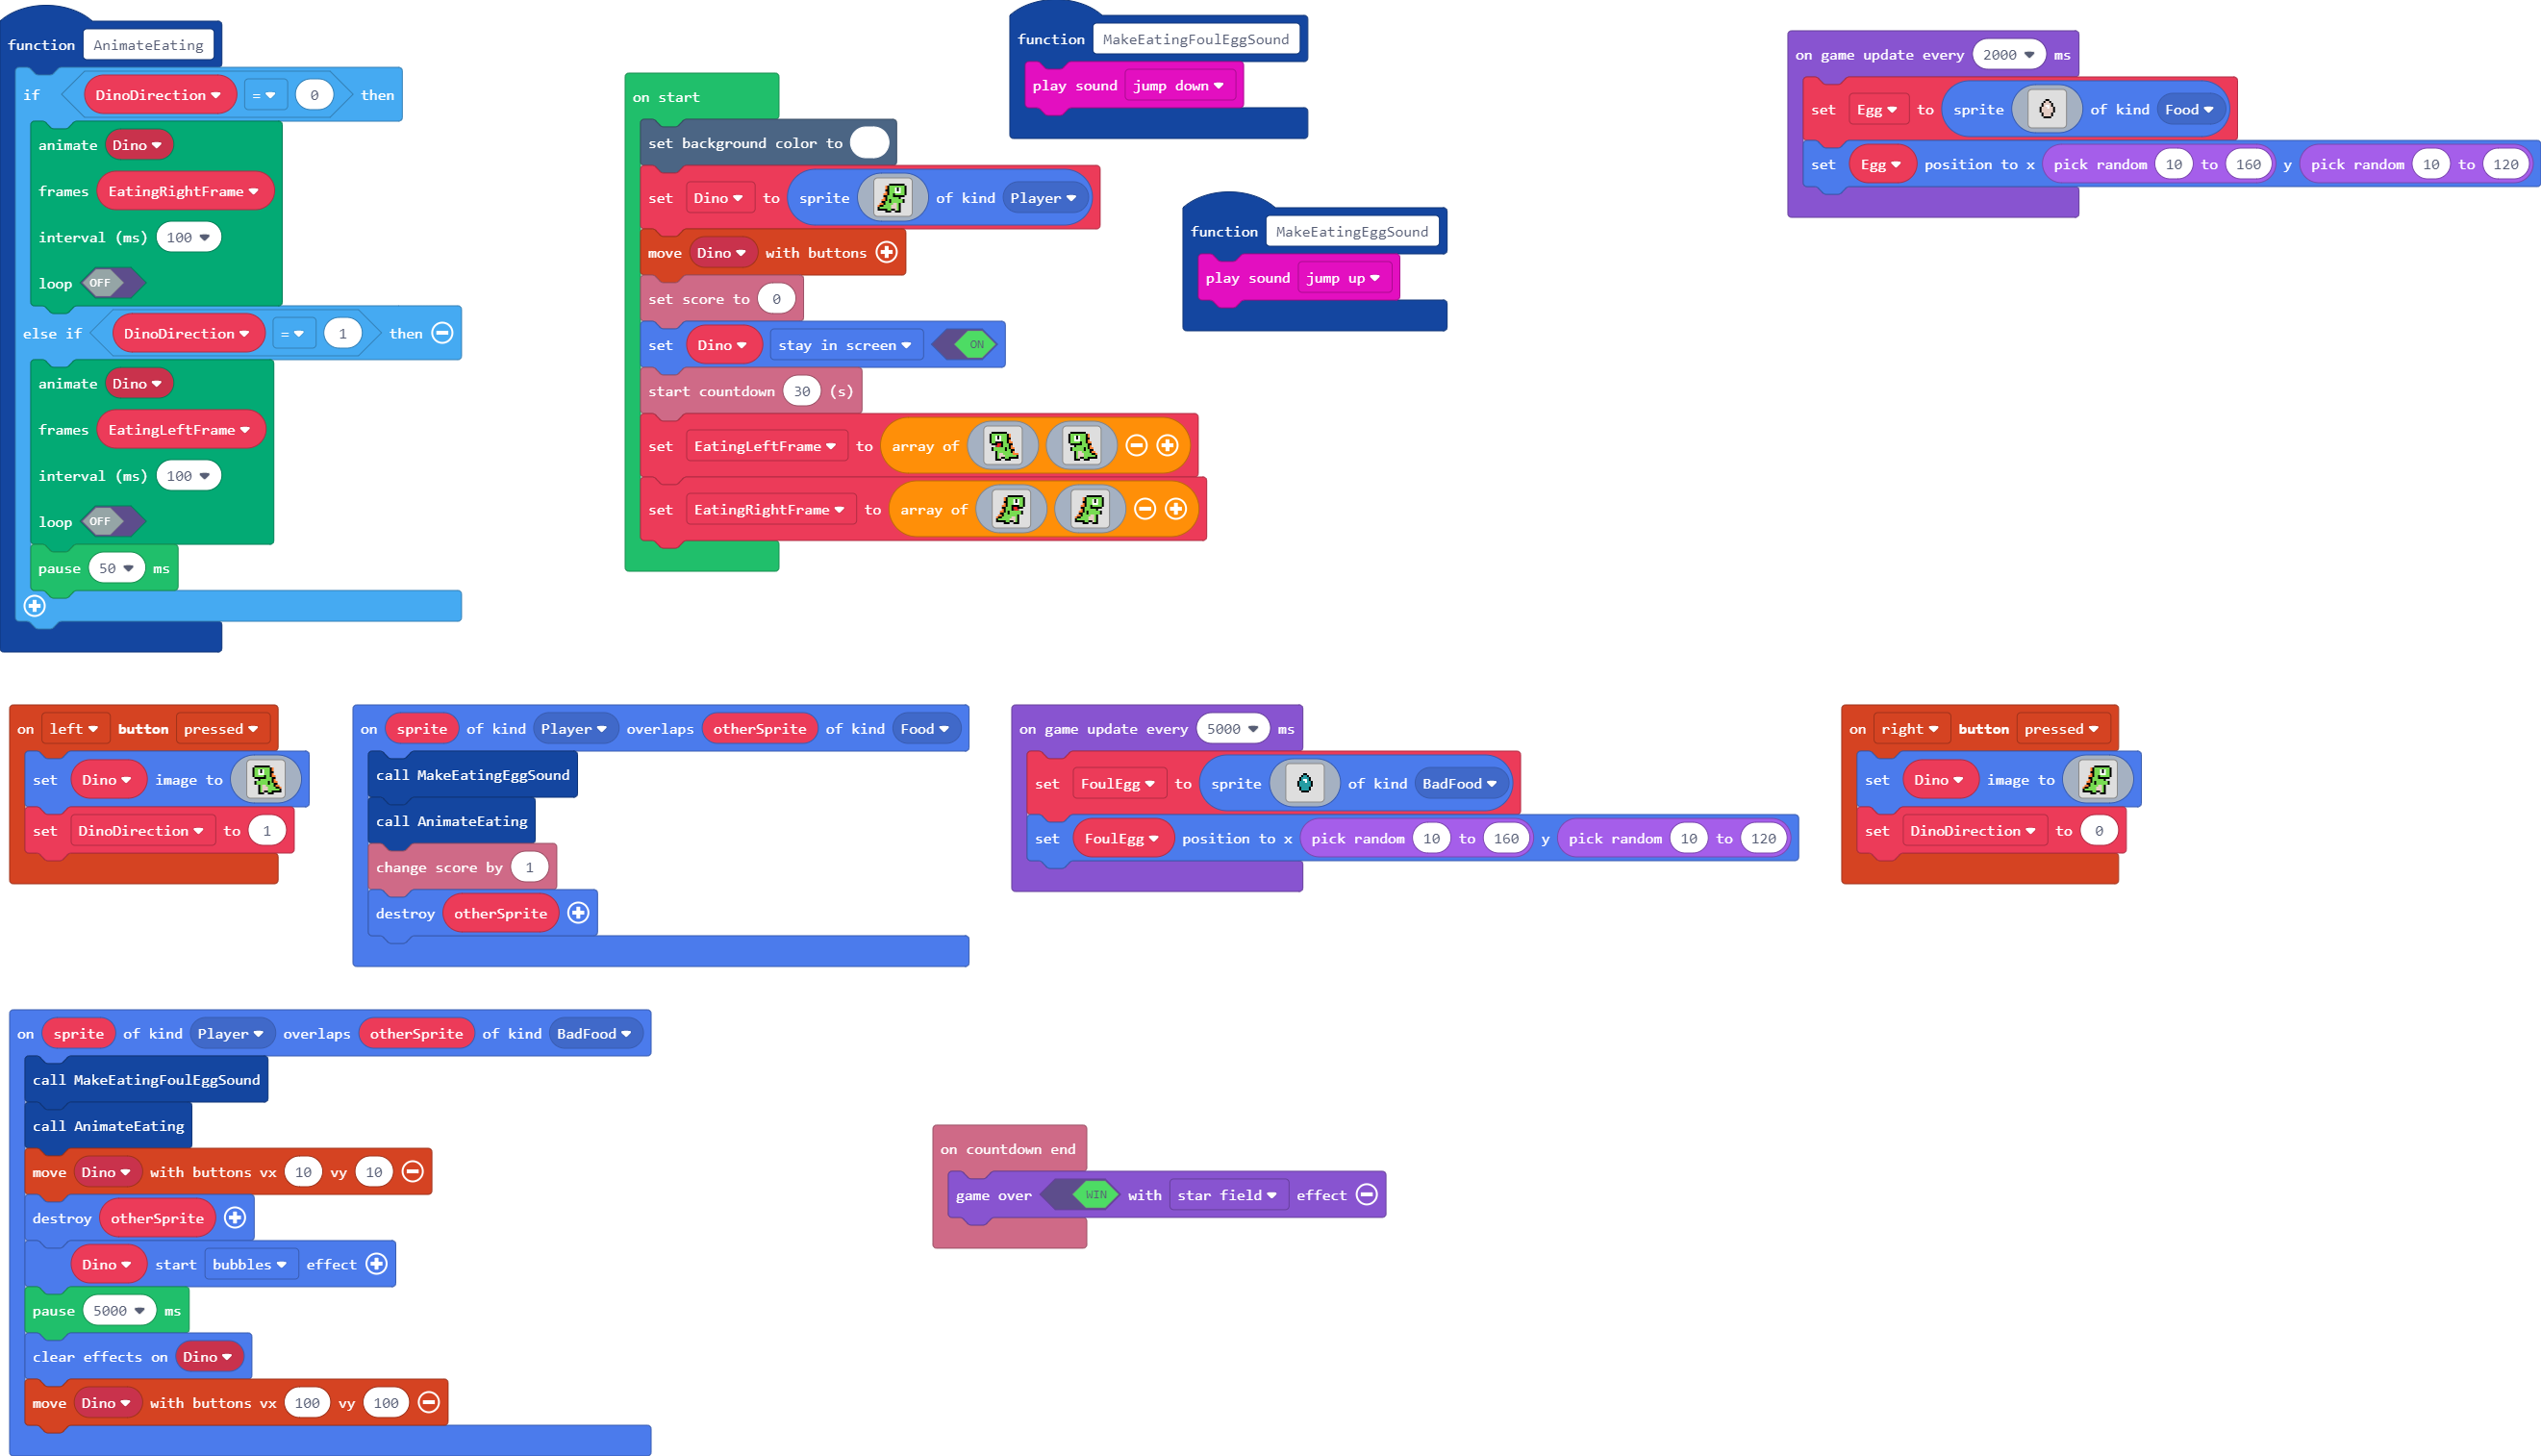 function AnimateEating
if DinoDirection = 0 then
animate Dino
frames EatingRightFrame
interval (ms) 100
loop OFF
else if DinoDirection = 1 then
animate Dino
frames EatingLeftFrame
interval (ms) 100
loop OFF
pause 50 ms
on start
set background color to
set Dino to sprite of kind Player
move Dino with buttons
set score to 0
set Dino stay in screen ON
start countdown 30 (s)
set EatingLeftFrame to array of
set EatingRightFrame to array of
function MakeEatingFoulEggSound
play sound jump down
function MakeEatingEggSound
play sound jump up
on game update every 2000 ms
set Egg to sprite of kind Food
set Egg position to x pick random 10 to 160 y pick random 10 to 120
on left button pressed
set Dino image to
set DinoDirection to 1
on sprite of kind Player overlaps otherSprite of kind Food
call MakeEatingEggSound
call AnimateEating
change score by 1
destroy otherSprite
on game update every 5000 ms
set FoulEgg to sprite of kind BadFood
set FoulEgg position to x pick random 10 to 160 y pick random 10 to 120
on right button pressed
set Dino image to
set DinoDirection to 0
on sprite of kind Player overlaps otherSprite of kind BadFood
call MakeEatingFoulEggSound
call AnimateEating
move Dino with buttons vx 10 vy 10
destroy otherSprite
Dino start bubbles effect
pause 5000 ms
clear effects on Dino
move Dino with buttons vx 100 vy 100
on countdown end
game over WIN with star field effect